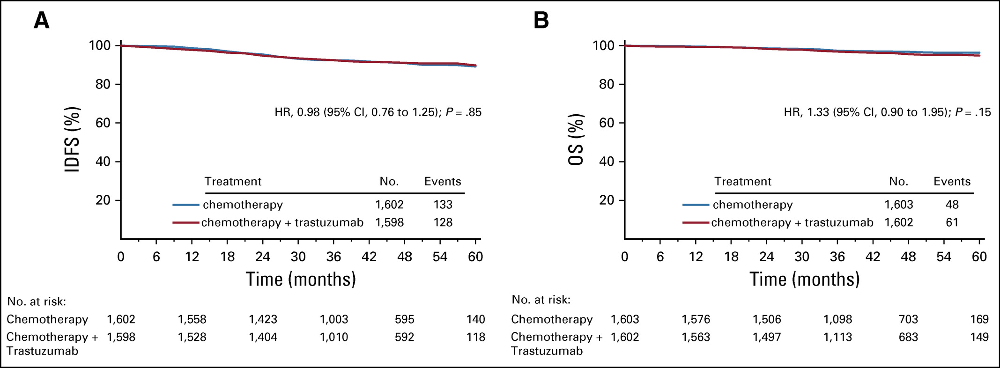 A
100
80
60
40
20
IDFS (%)
HR, 0.98 (95% CI, 0.76 to 1.25); P = .85
Treatment No. Events
chemotherapy 1,602 133
chemotherapy + trastuzumab 1,598 128
0 6 12 18 24 30 36 42 48 54 60
Time (months)
No. at risk:
Chemotherapy 1,602 1,558 1,423 1,003 595 140
Chemotherapy + 1,598 1,528 1,404 1,010 592 118
Trastuzumab
B
100
80
60
40
20
OS (%)
HR, 1.33 (95% CI, 0.90 to 1.95); P = .15
Treatment No. Events
chemotherapy 1,603 48
chemotherapy + trastuzumab 1,602 61
0 6 12 18 24 30 36 42 48 54 60
Time (months)
No. at risk:
Chemotherapy 1,603 1,576 1,506 1,098 703 169
Chemotherapy + 1,602 1,563 1,497 1,113 683 149
Trastuzumab